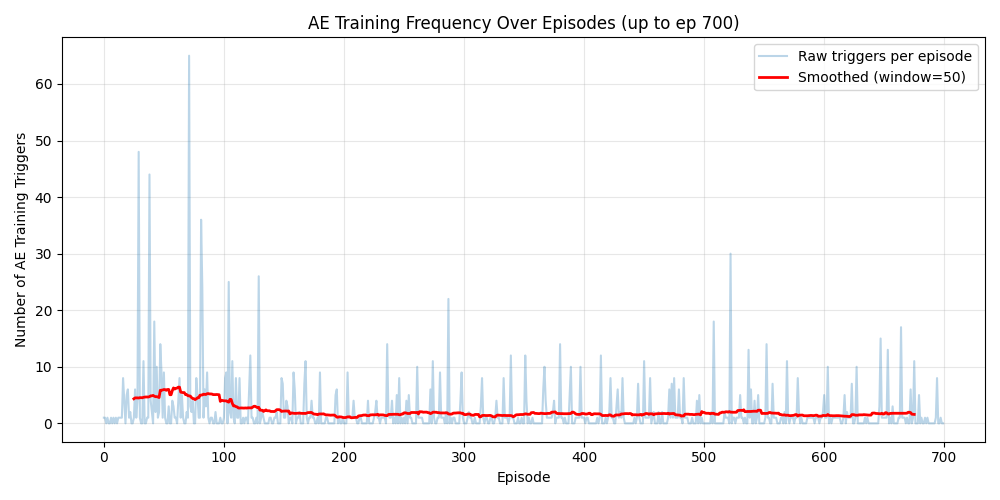 AE Training Frequency Over Episodes (up to ep 700)
Raw triggers per episode
Smoothed (window=50)
Number of AE Training Triggers
60
50
40
30
20
10
0
0 100 200 300 400 500 600 700
Episode